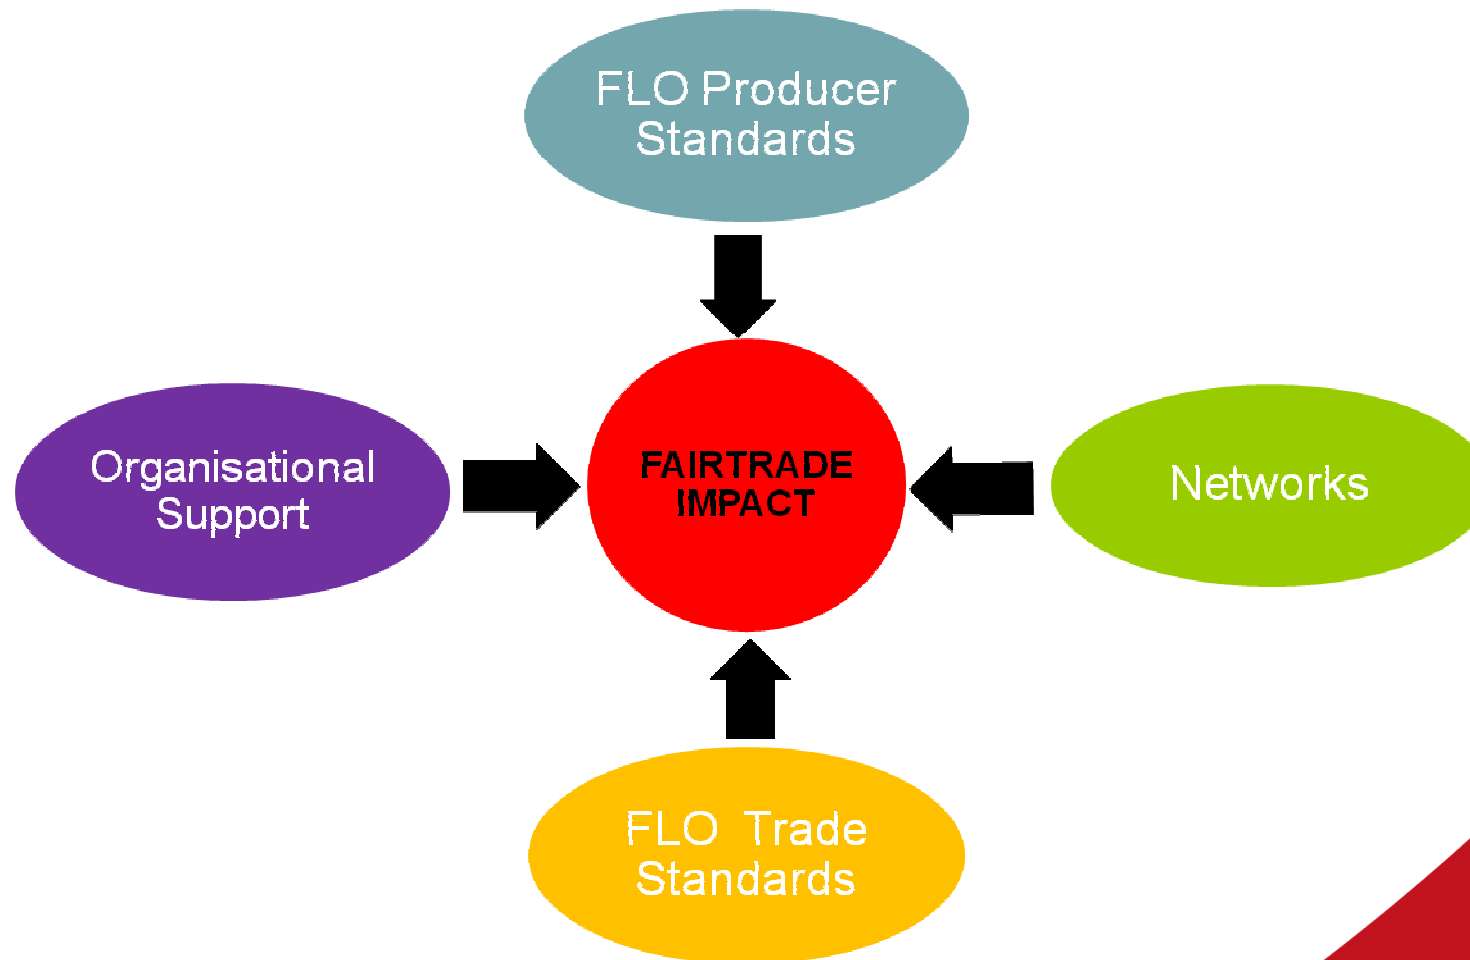 FLO Producer
Standards
Organisational
Support
FAIRTRADE
IMPACT
Networks
FLO Trade
Standards